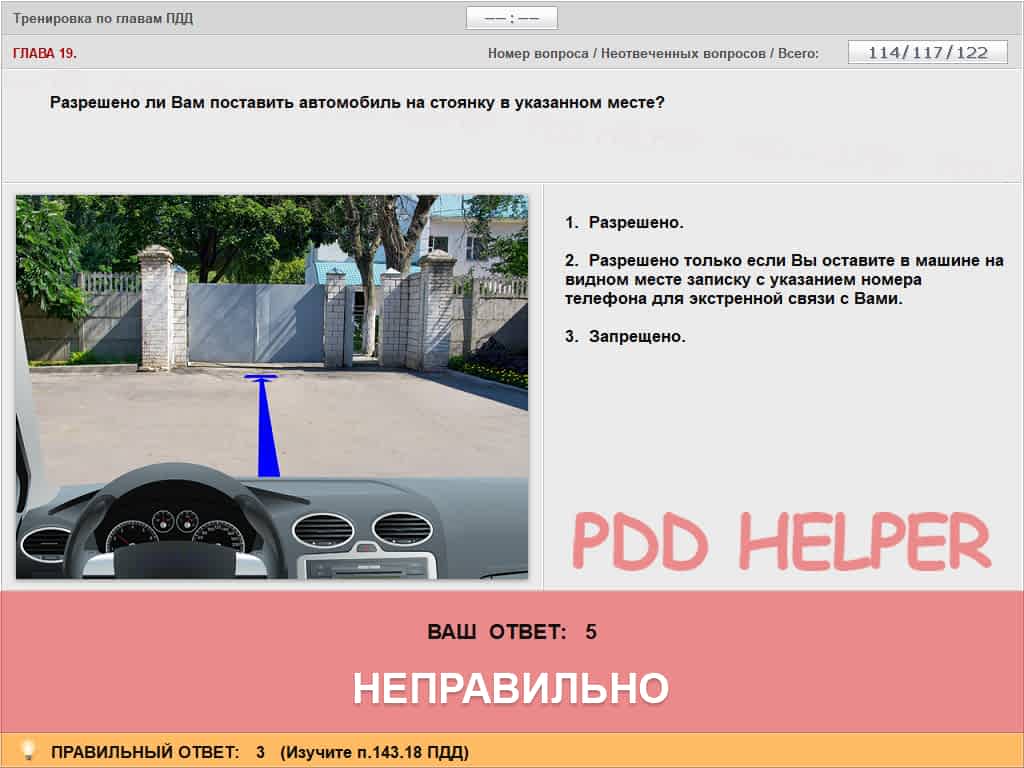 Тренировка по главам ПДД
—— : ——
ГЛАВА 19.
Номер вопроса / Неотвеченных вопросов / Всего:
114/117/122
Разрешено ли Вам поставить автомобиль на стоянку в указанном месте?
1. Разрешено.
2. Разрешено только если Вы оставите в машине на
видном месте записку с указанием номера
телефона для экстренной связи с Вами.
3. Запрещено.
PDD HELPER
ВАШ ОТВЕТ: 5
НЕПРАВИЛЬНО
ПРАВИЛЬНЫЙ ОТВЕТ: 3 (Изучите п.143.18 ПДД)